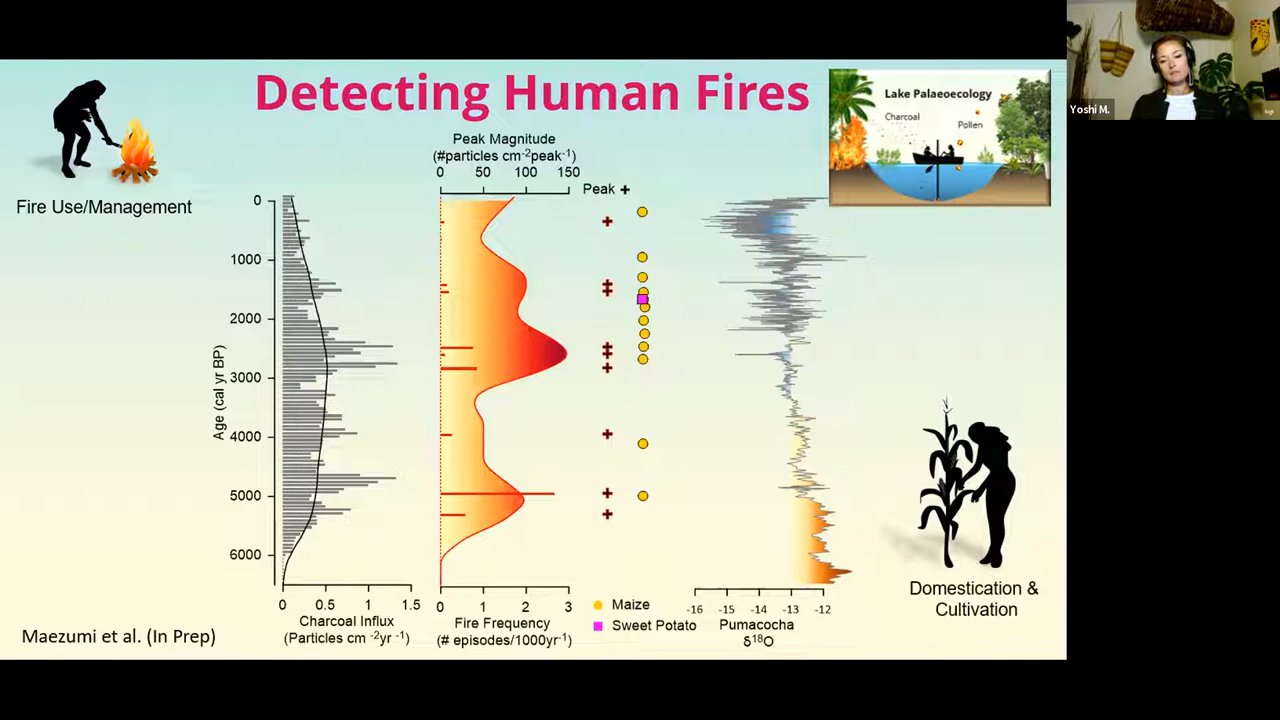 Detecting Human Fires
Lake Palaeoecology
Charcoal
Pollen
Yoshi M.
Fire Use/Management
Peak Magnitude
(#particles cm-2peak-1)
0 50 100 150
Peak +
0
1000
2000
3000
4000
5000
6000
Age (cal yr BP)
0 0.5 1 1.5
Charcoal Influx
(Particles cm -2yr -1)
0 1 2 3
Fire Frequency
(# episodes/1000yr-1)
Maize
Sweet Potato
-16 -15 -14 -13 -12
Pumacocha
δ18O
Domestication &
Cultivation
Maezumi et al. (In Prep)